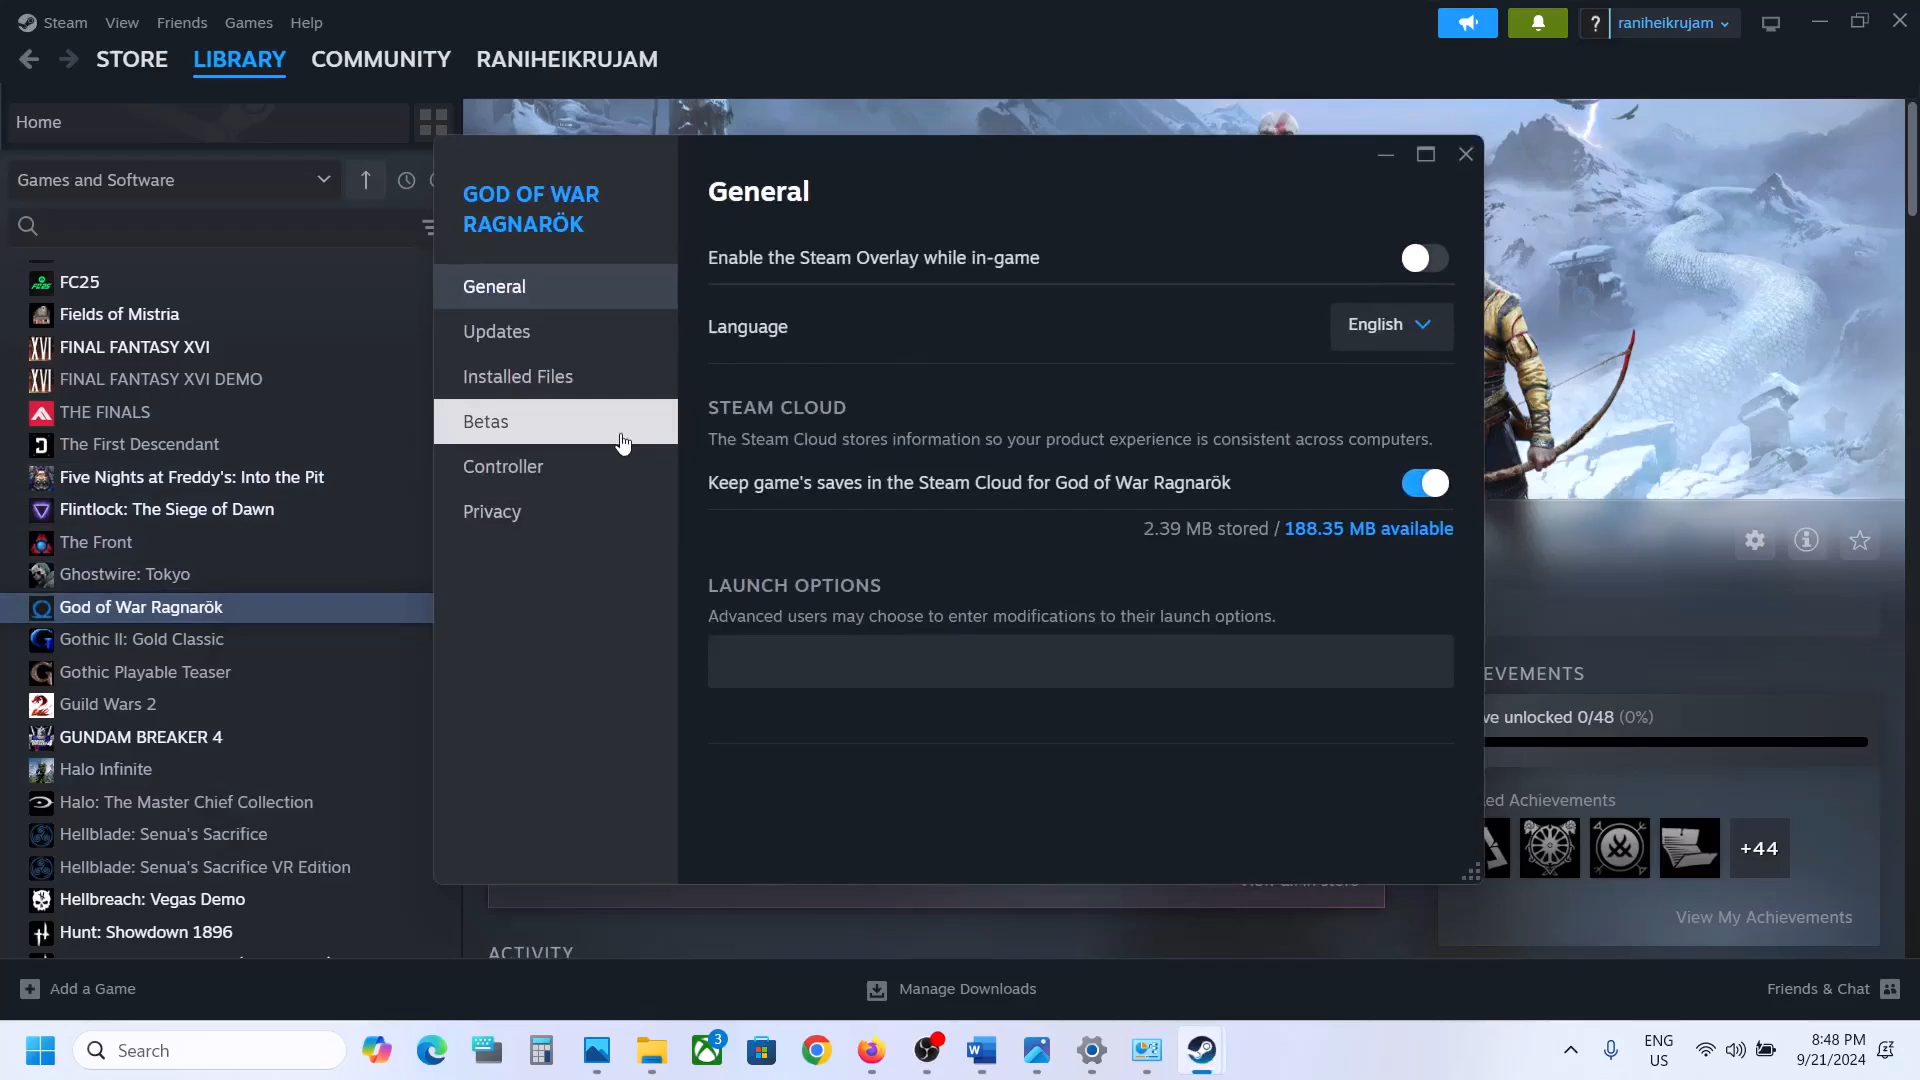 Steam View Friends Games Help
? raniheikrujam
STORE LIBRARY COMMUNITY RANIHEIKRUJAM
Home
Games and Software
FC25
Fields of Mistria
FINAL FANTASY XVI
FINAL FANTASY XVI DEMO
THE FINALS
The First Descendant
Five Nights at Freddy's: Into the Pit
Flintlock: The Siege of Dawn
The Front
Ghostwire: Tokyo
God of War Ragnarök
Gothic II: Gold Classic
Gothic Playable Teaser
Guild Wars 2
GUNDAM BREAKER 4
Halo Infinite
Halo: The Master Chief Collection
Hellblade: Senua's Sacrifice
Hellblade: Senua's Sacrifice VR Edition
Hellbreach: Vegas Demo
Hunt: Showdown 1896
GOD OF WAR
RAGNARÖK
General
Updates
Installed Files
Betas
Controller
Privacy
General
Enable the Steam Overlay while in-game
Language English
STEAM CLOUD
The Steam Cloud stores information so your product experience is consistent across computers.
Keep game's saves in the Steam Cloud for God of War Ragnarök
2.39 MB stored / 188.35 MB available
LAUNCH OPTIONS
Advanced users may choose to enter modifications to their launch options.
EVEMENTS
ve unlocked 0/48 (0%)
ed Achievements
+44
View My Achievements
ACTIVITY
Add a Game
Manage Downloads
Friends & Chat
Search
3
ENG
US
8:48 PM
9/21/2024